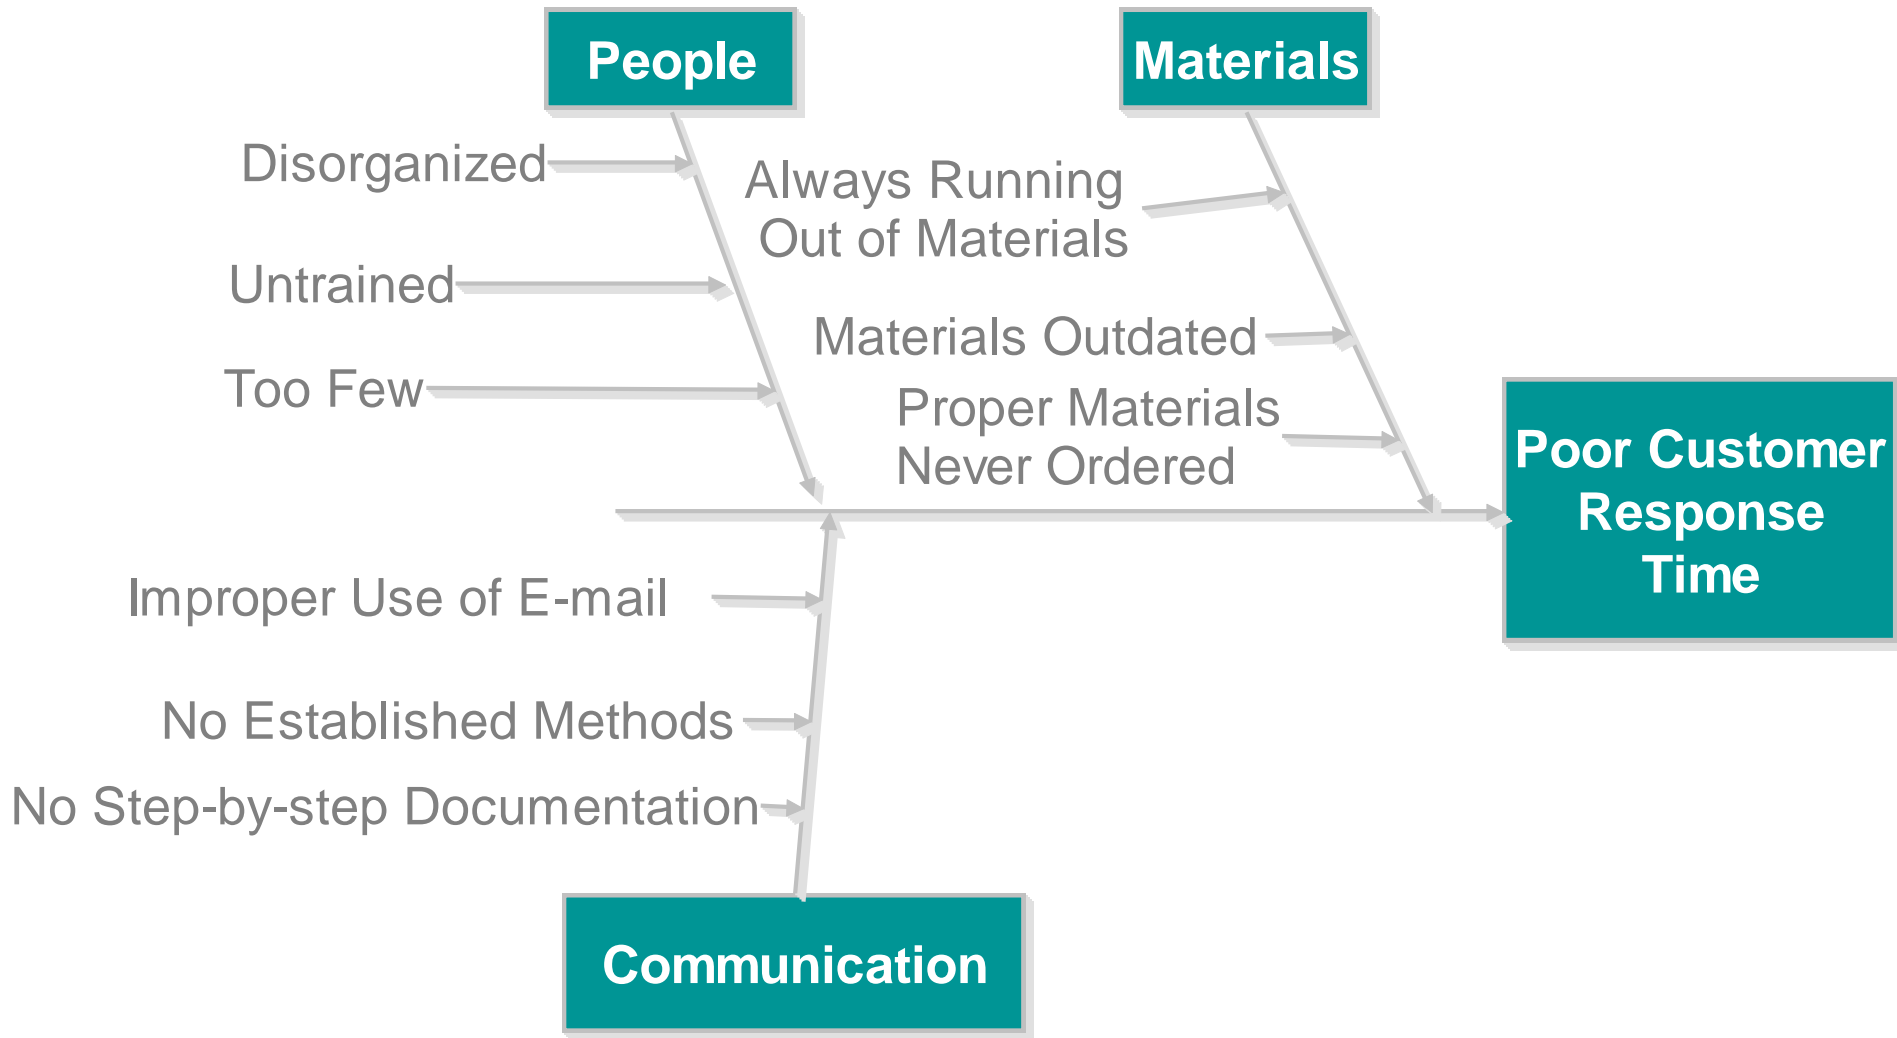 People
Materials
Disorganized
Untrained
Too Few
Always Running
Out of Materials
Materials Outdated
Proper Materials
Never Ordered
Poor Customer
Response
Time
Improper Use of E-mail
No Established Methods
No Step-by-step Documentation
Communication